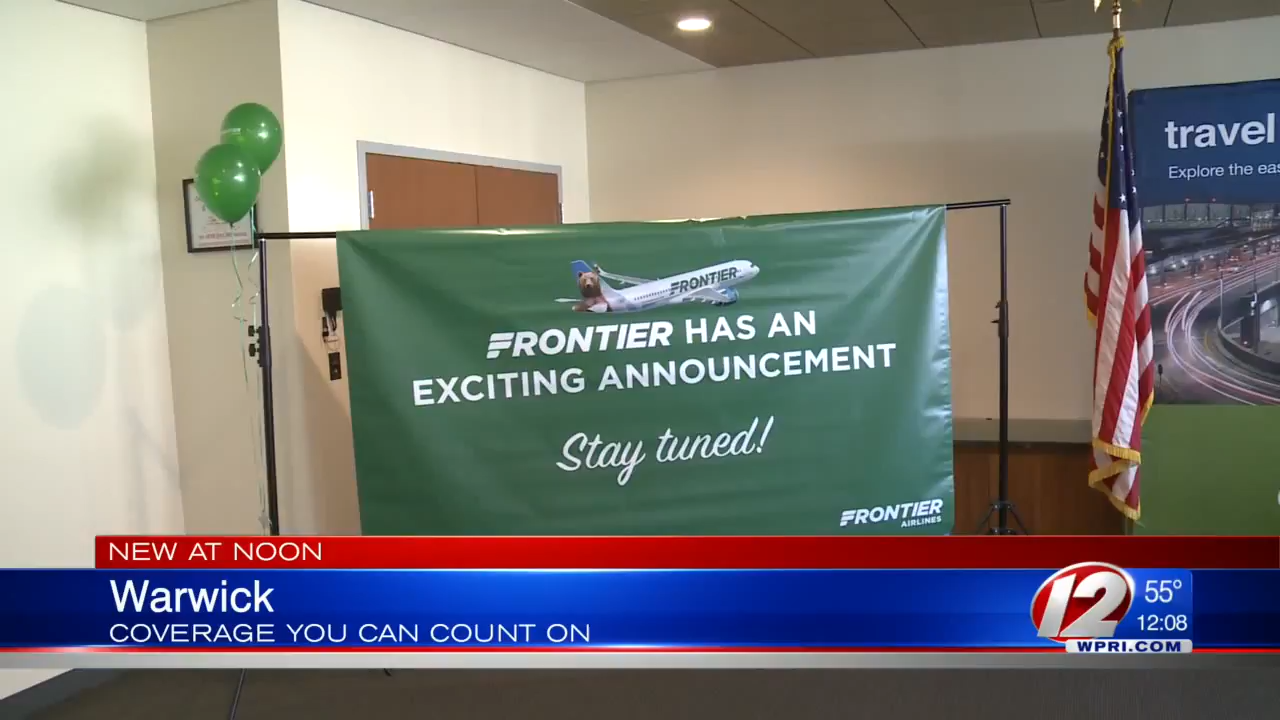 travel
Explore the eas
FRONTIER
FRONTIER HAS AN
EXCITING ANNOUNCEMENT
Stay tuned!
FRONTIER
AIRLINES
NEW AT NOON
Warwick
COVERAGE YOU CAN COUNT ON
12
55°
12:08
WPRI.COM